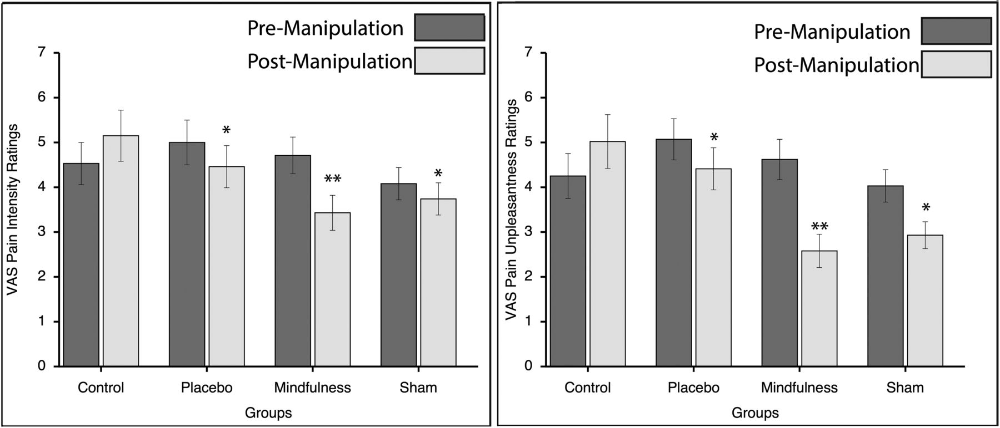 Pre-Manipulation
Post-Manipulation
7
6
5
4
3
2
1
0
VAS Pain Intensity Ratings
*
**
*
Control Placebo Mindfulness Sham
Groups
Pre-Manipulation
Post-Manipulation
7
6
5
4
3
2
1
0
VAS Pain Unpleasantness Ratings
*
**
*
Control Placebo Mindfulness Sham
Groups